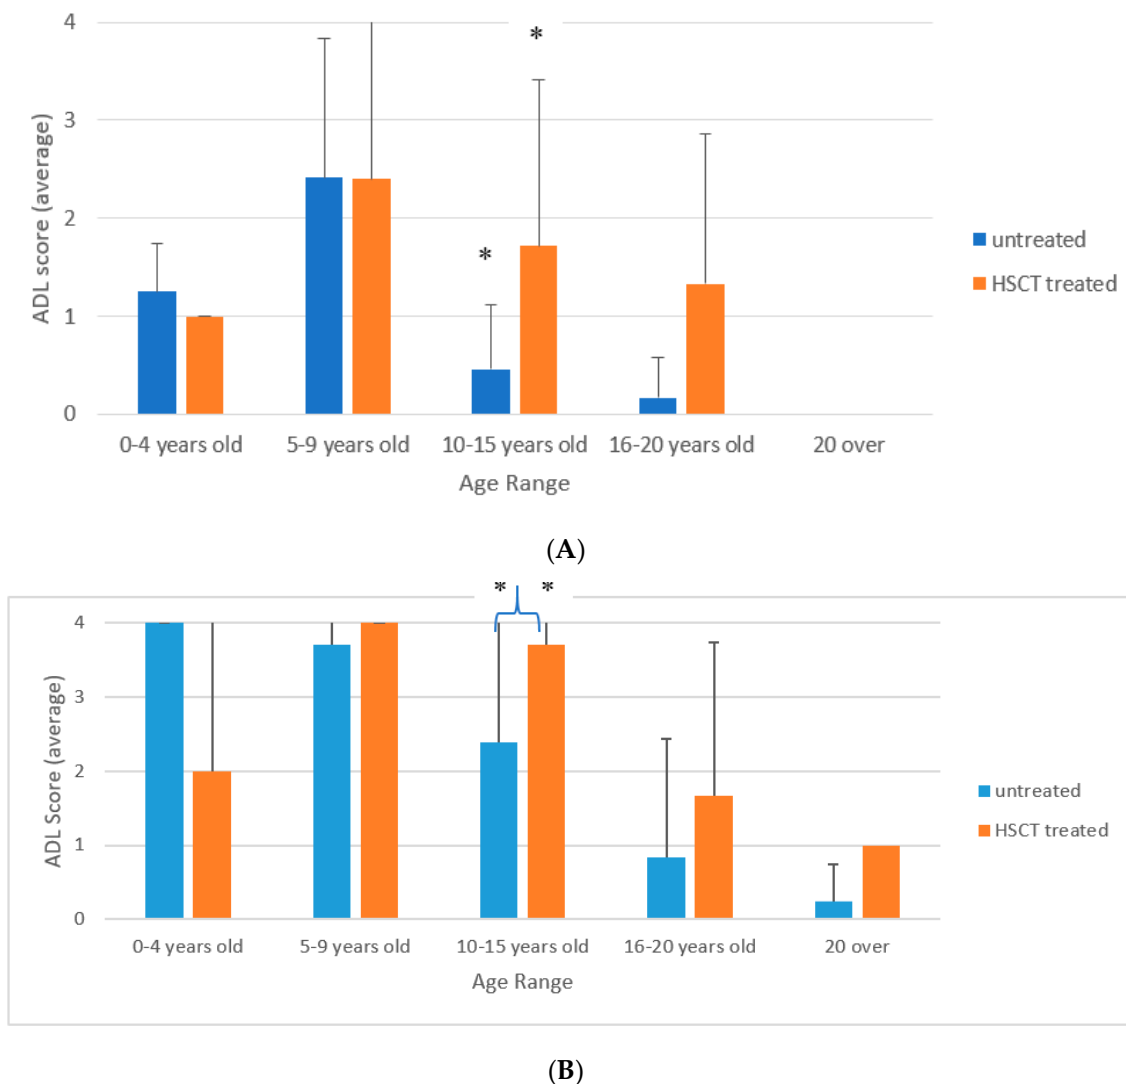 4
*
3
ADL score (average)
*
2
untreated
HSCT treated
1
0
0-4 years old 5-9 years old 10-15 years old 16-20 years old 20 over
Age Range
(A)
* *
4
3
ADL Score (average)
2
untreated
HSCT treated
1
0
0-4 years old 5-9 years old 10-15 years old 16-20 years old 20 over
Age Range
(B)